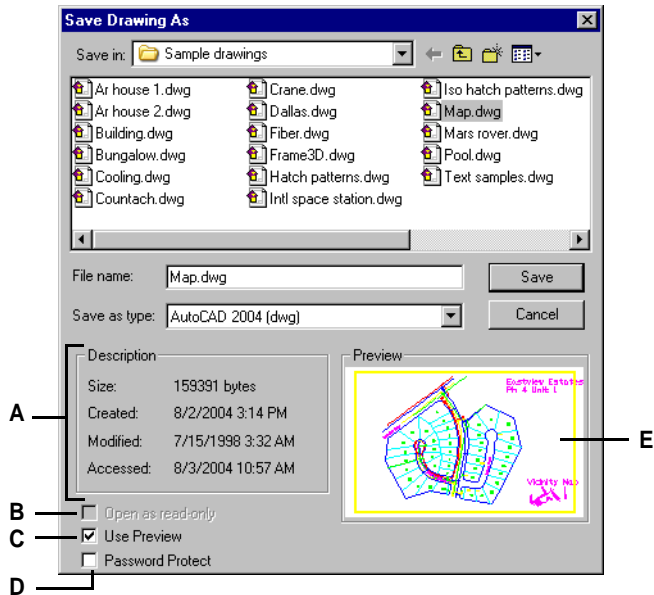 Save Drawing As
Save in: Sample drawings
Ar house 1.dwg Crane.dwg Iso hatch patterns.dwg
Ar house 2.dwg Dallas.dwg Map.dwg
Building.dwg Fiber.dwg Mars rover.dwg
Bungalow.dwg Frame3D.dwg Pool.dwg
Cooling.dwg Hatch patterns.dwg Text samples.dwg
Countach.dwg Intl space station.dwg
File name: Map.dwg Save
Save as type: AutoCAD 2004 (dwg) Cancel
Description Preview
Size: 159391 bytes
Created: 8/2/2004 3:14 PM
Modified: 7/15/1998 3:32 AM
Accessed: 8/3/2004 10:57 AM
Eastview Estates
Ph. 4 Unit 1
Vicinity Map
A
E
B Open as read-only
C Use Preview
Password Protect
D